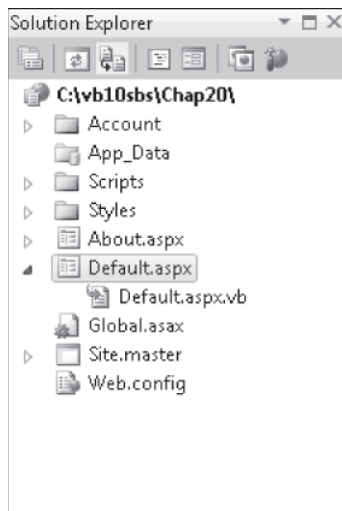 Solution Explorer
C:\vb10sbs\Chap20\
Account
App_Data
Scripts
Styles
About.aspx
Default.aspx
Default.aspx.vb
Global.asax
Site.master
Web.config